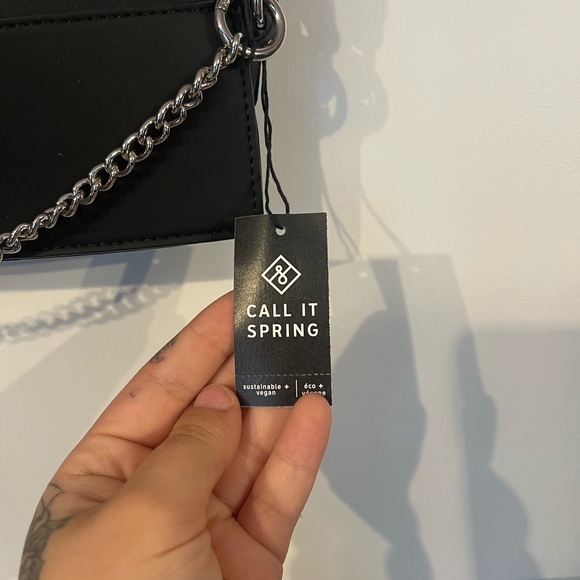 CALL IT
SPRING
sustainable + | éco +
vegan | végane